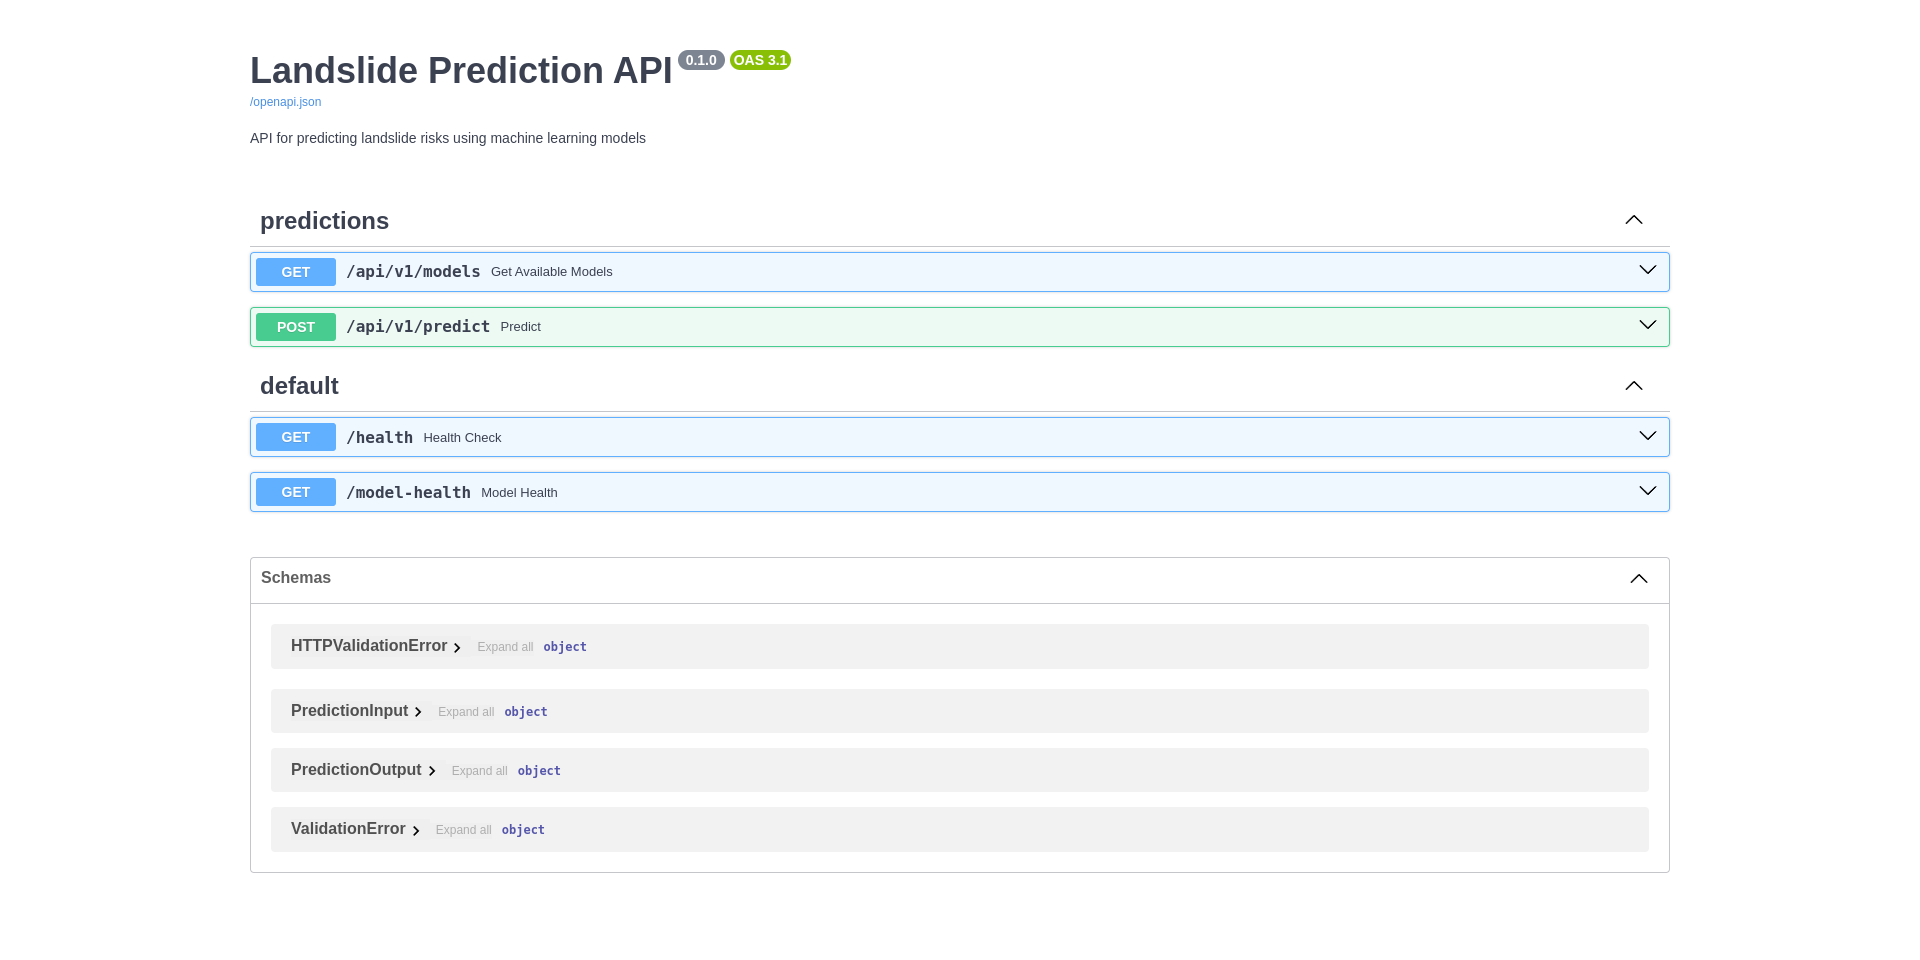 Landslide Prediction API 0.1.0 OAS 3.1
/openapi.json
API for predicting landslide risks using machine learning models
predictions
GET /api/v1/models Get Available Models
POST /api/v1/predict Predict
default
GET /health Health Check
GET /model-health Model Health
Schemas
HTTPValidationError Expand all object
PredictionInput Expand all object
PredictionOutput Expand all object
ValidationError Expand all object